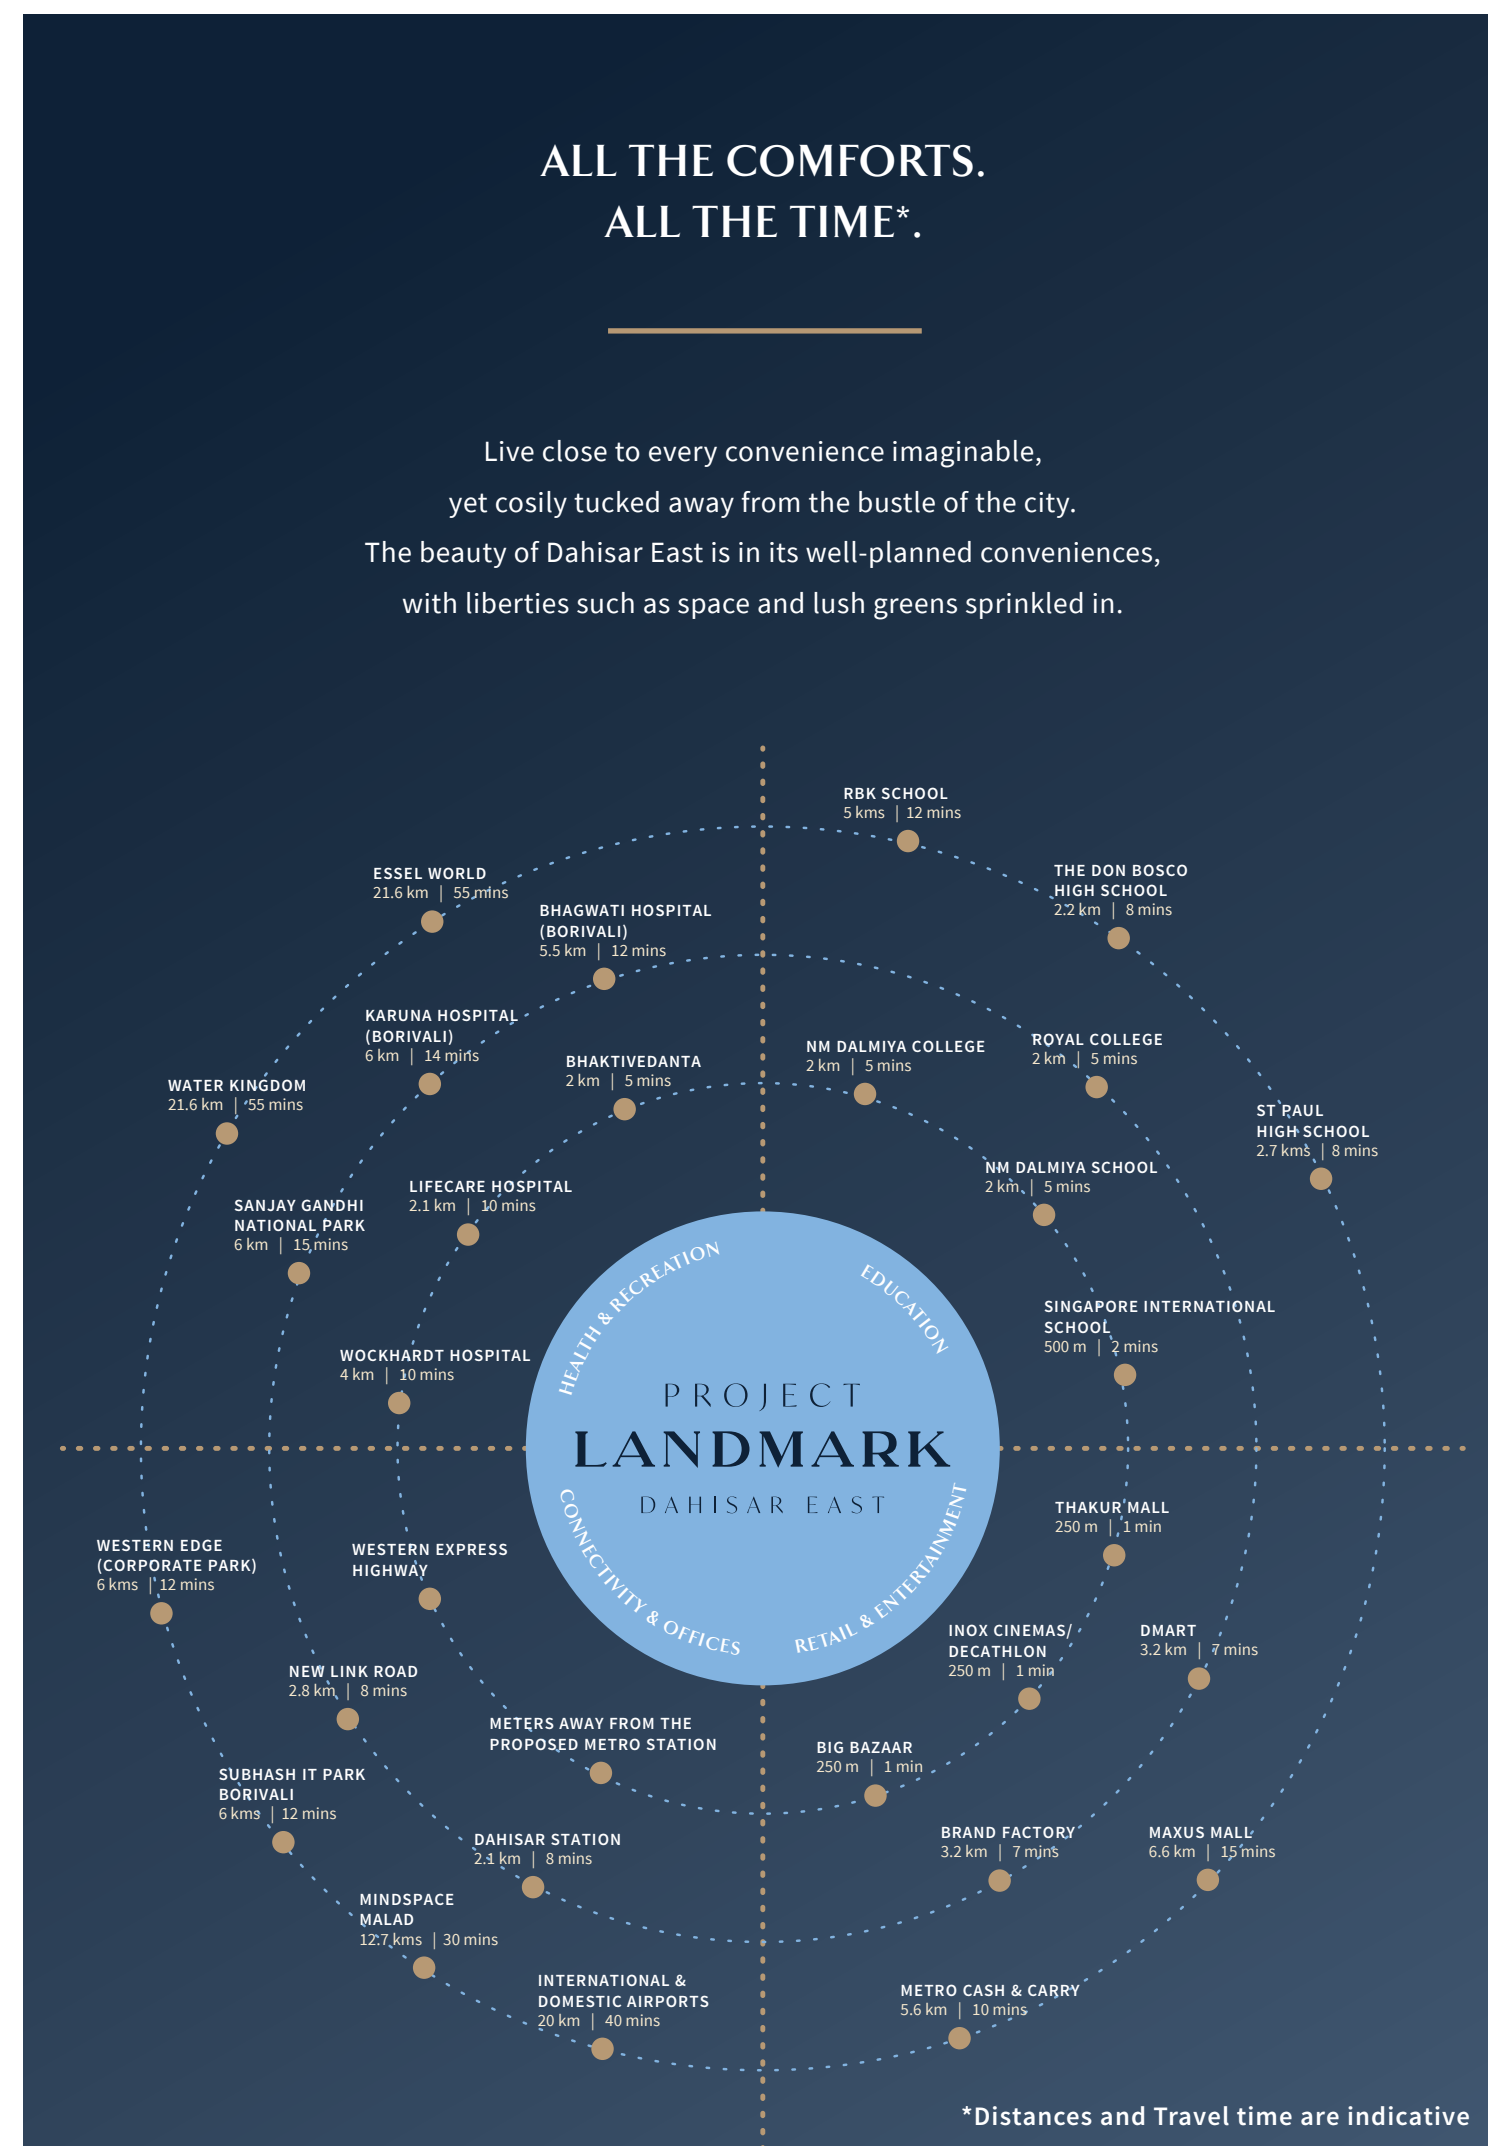 ALL THE COMFORTS.
ALL THE TIME*.
Live close to every convenience imaginable,
yet cosily tucked away from the bustle of the city.
The beauty of Dahisar East is in its well-planned conveniences,
with liberties such as space and lush greens sprinkled in.
RBK SCHOOL
5 kms | 12 mins
ESSEL WORLD
21.6 km | 55 mins
THE DON BOSCO
HIGH SCHOOL
2.2 km | 8 mins
BHAGWATI HOSPITAL
(BORIVALI)
5.5 km | 12 mins
KARUNA HOSPITAL
(BORIVALI)
6 km | 14 mins
BHAKTIVEDANTA
2 km | 5 mins
NM DALMIYA COLLEGE
2 km | 5 mins
ROYAL COLLEGE
2 km | 5 mins
WATER KINGDOM
21.6 km | 55 mins
ST PAUL
HIGH SCHOOL
2.7 kms | 8 mins
NM DALMIYA SCHOOL
2 km | 5 mins
LIFECARE HOSPITAL
2.1 km | 10 mins
SANJAY GANDHI
NATIONAL PARK
6 km | 15 mins
SINGAPORE INTERNATIONAL
SCHOOL
500 m | 2 mins
WOCKHARDT HOSPITAL
4 km | 10 mins
HEALTH & RECREATION
EDUCATION
PROJECT
LANDMARK
DAHISAR EAST
CONNECTIVITY & OFFICES
RETAIL & ENTERTAINMENT
THAKUR MALL
250 m | 1 min
WESTERN EDGE
(CORPORATE PARK)
6 kms | 12 mins
WESTERN EXPRESS
HIGHWAY
INOX CINEMAS/
DECATHLON
250 m | 1 min
DMART
3.2 km | 7 mins
NEW LINK ROAD
2.8 km | 8 mins
METERS AWAY FROM THE
PROPOSED METRO STATION
BIG BAZAAR
250 m | 1 min
SUBHASH IT PARK
BORIVALI
6 kms | 12 mins
DAHISAR STATION
2.1 km | 8 mins
BRAND FACTORY
3.2 km | 7 mins
MAXUS MALL
6.6 km | 15 mins
MINDSPACE
MALAD
12.7 kms | 30 mins
INTERNATIONAL &
DOMESTIC AIRPORTS
20 km | 40 mins
METRO CASH & CARRY
5.6 km | 10 mins
*Distances and Travel time are indicative